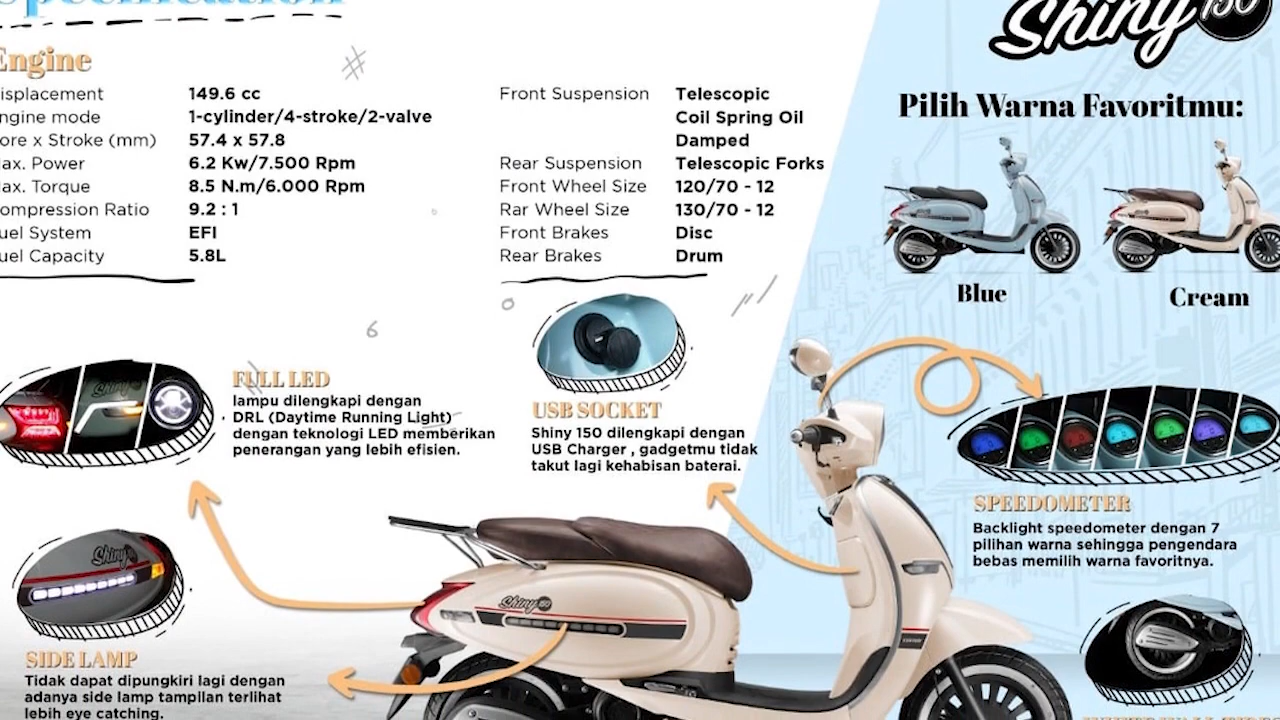 Specification
Engine
isplacement 149.6 cc
ngine mode 1-cylinder/4-stroke/2-valve
ore x Stroke (mm) 57.4 x 57.8
ax. Power 6.2 Kw/7.500 Rpm
ax. Torque 8.5 N.m/6.000 Rpm
ompression Ratio 9.2 : 1
uel System EFI
uel Capacity 5.8L
Front Suspension Telescopic
Coil Spring Oil
Damped
Rear Suspension Telescopic Forks
Front Wheel Size 120/70 - 12
Rar Wheel Size 130/70 - 12
Front Brakes Disc
Rear Brakes Drum
Shiny 150
Pilih Warna Favoritmu:
Blue
Cream
FULL LED
lampu dilengkapi dengan
DRL (Daytime Running Light)
dengan teknologi LED memberikan
penerangan yang lebih efisien.
USB SOCKET
Shiny 150 dilengkapi dengan
USB Charger , gadgetmu tidak
takut lagi kehabisan baterai.
SPEEDOMETER
Backlight speedometer dengan 7
pilihan warna sehingga pengendara
bebas memilih warna favoritnya.
Shiny
Shiny 150
SIDE LAMP
Tidak dapat dipungkiri lagi dengan
adanya side lamp tampilan terlihat
lebih eye catching.